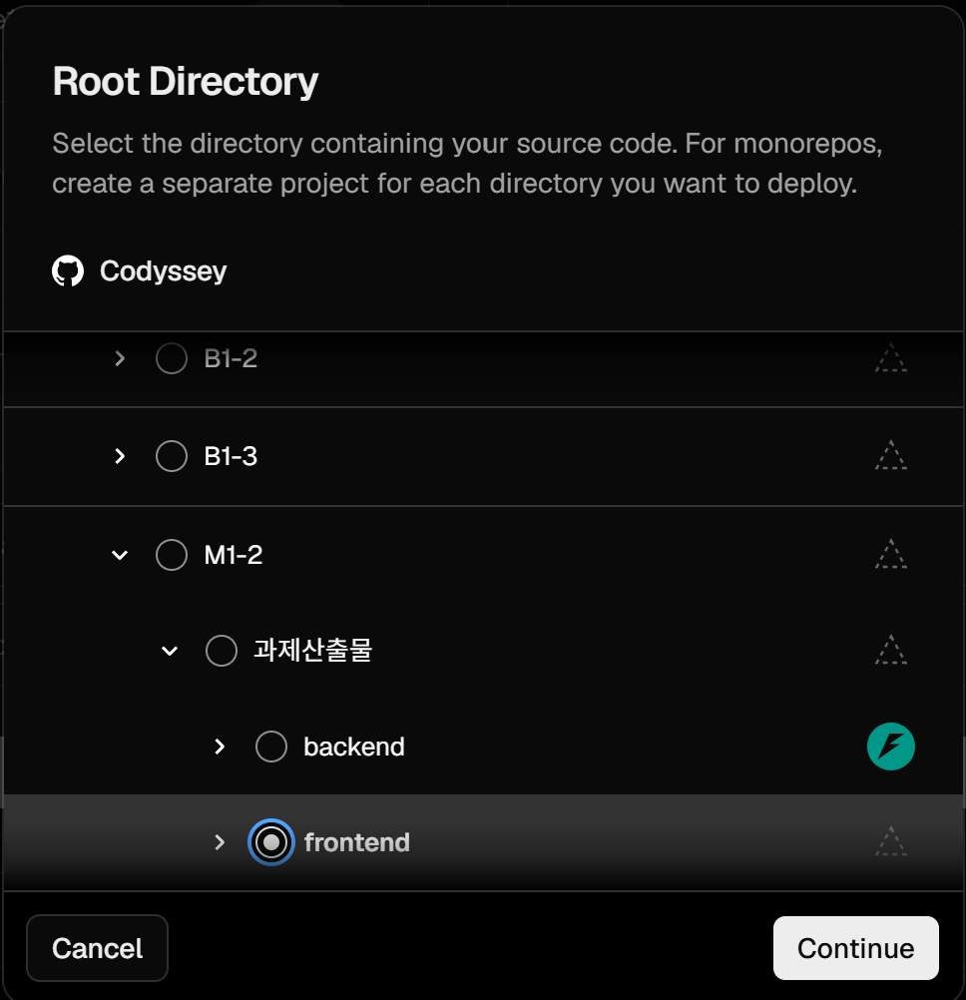 Root Directory
Select the directory containing your source code. For monorepos,
create a separate project for each directory you want to deploy.
Codyssey
B1-2
B1-3
M1-2
과제산출물
backend
frontend
Cancel
Continue